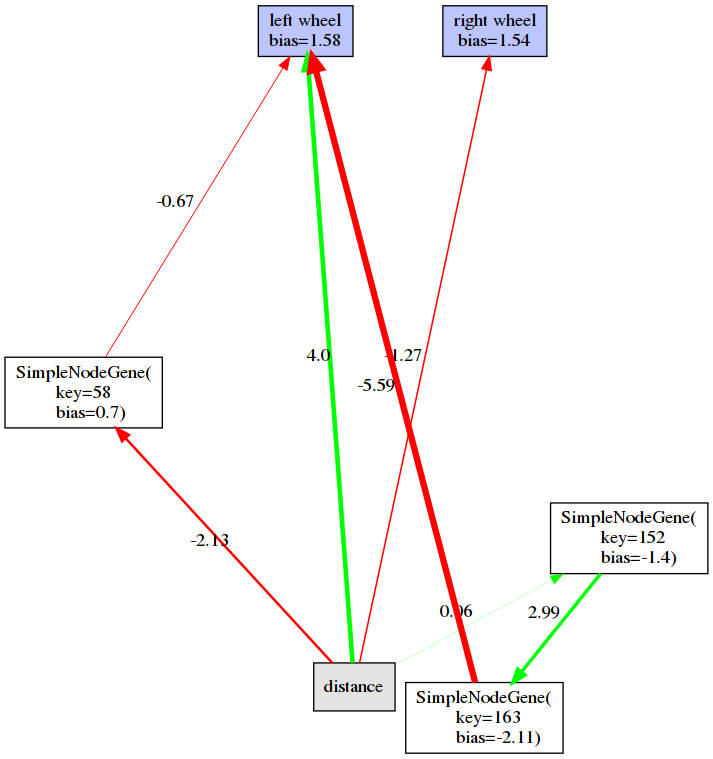 left wheel
bias=1.58
right wheel
bias=1.54
-0.67
4.0
-1.27
-5.59
SimpleNodeGene(
key=58
bias=0.7)
-2.13
SimpleNodeGene(
key=152
bias=-1.4)
0.06
2.99
distance
SimpleNodeGene(
key=163
bias=-2.11)